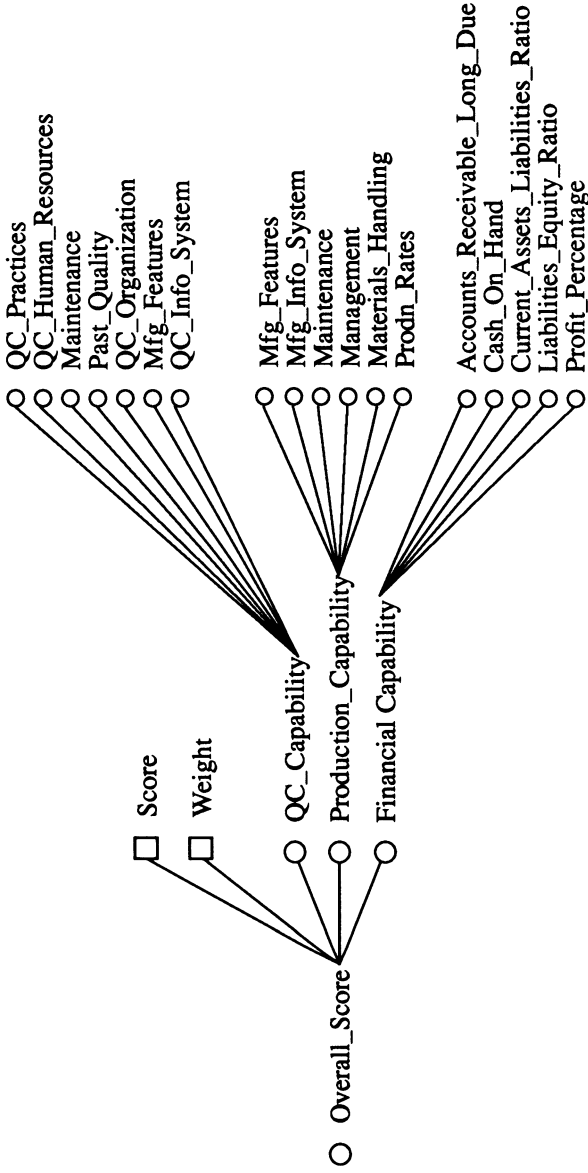 Overall_Score
Score
Weight
QC_Capability
Production_Capability
Financial Capability
QC_Practices
QC_Human_Resources
Maintenance
Past_Quality
QC_Organization
Mfg_Features
QC_Info_System
Mfg_Features
Mfg_Info_System
Maintenance
Management
Materials_Handling
Prodn_Rates
Accounts_Receivable_Long_Due
Cash_On_Hand
Current_Assets_Liabilities_Ratio
Liabilities_Equity_Ratio
Profit_Percentage